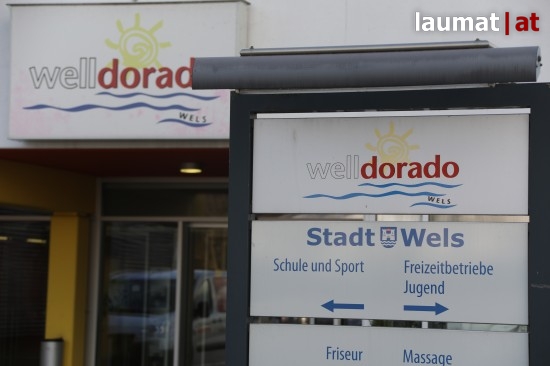 laumat|at
welldorado
WELS
welldorado
WELS
Stadt Wels
Schule und Sport
Freizeitbetriebe
Jugend
Friseur
Massage